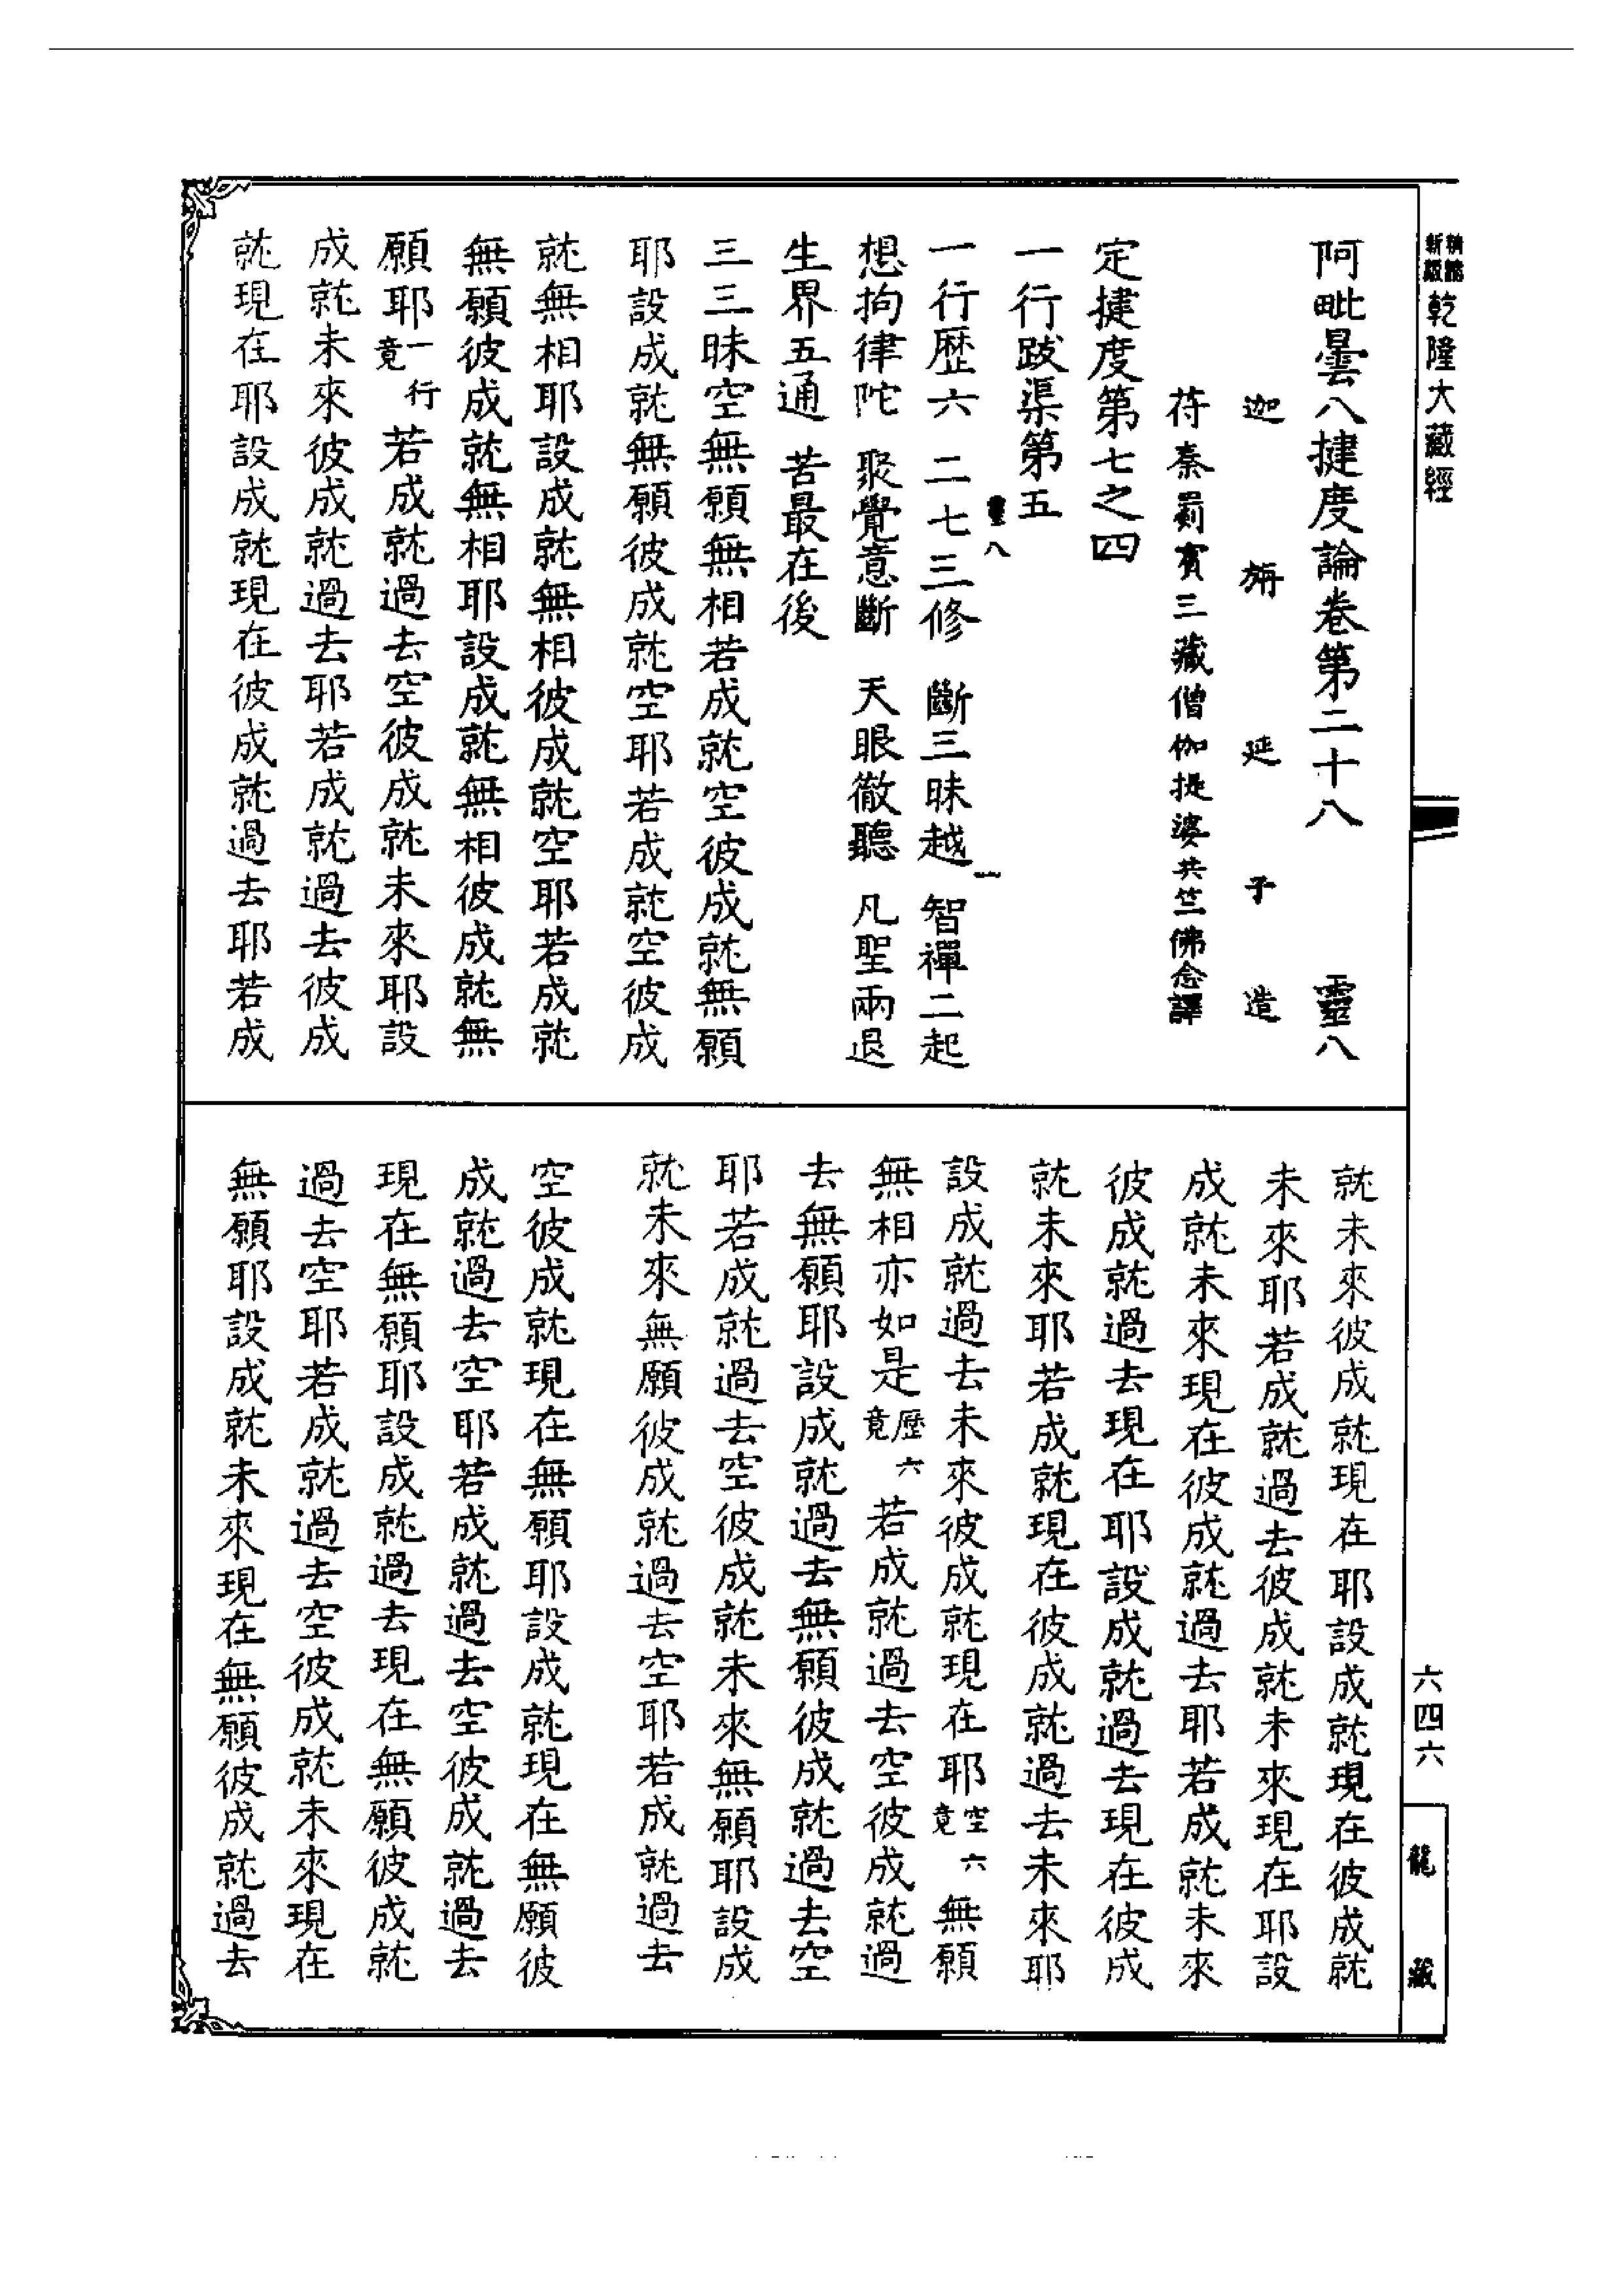 新版
精裝
乾隆大藏經
六四六
龍藏
阿毗曇八揵度論卷第二十八 靈八
迦旃延子造
苻秦罽賓三藏僧伽提婆共竺佛念譯
定揵度第七之四
一行跋渠第五
靈八
一行歷六 二七三修 斷三昧越 智禪二起
一
想拘律陀 聚覺意斷 天眼徹聽 凡聖兩退
生界五通 苦最在後
三三昧空無願無相若成就空彼成就無願
耶設成就無願彼成就空耶若成就空彼成
就無相耶設成就無相彼成就空耶若成就
無願彼成就無相耶設成就無相彼成就無
願耶一行竟若成就過去空彼成就未來耶設
成就未來彼成就過去耶若成就過去彼成
就現在耶設成就現在彼成就過去耶若成
就未來彼成就現在耶設成就現在彼成就
未來耶若成就過去彼成就未來現在耶設
成就未來現在彼成就過去耶若成就未來
彼成就過去現在耶設成就過去現在彼成
就未來耶若成就現在彼成就過去未來耶
設成就過去未來彼成就現在耶空六竟無願
無相亦如是歷六竟若成就過去空彼成就過
去無願耶設成就過去無願彼成就過去空
耶若成就過去空彼成就未來無願耶設成
就未來無願彼成就過去空耶若成就過去
空彼成就現在無願耶設成就現在無願彼
成就過去空耶若成就過去空彼成就過去
現在無願耶設成就過去現在無願彼成就
過去空耶若成就過去空彼成就未來現在
無願耶設成就未來現在無願彼成就過去